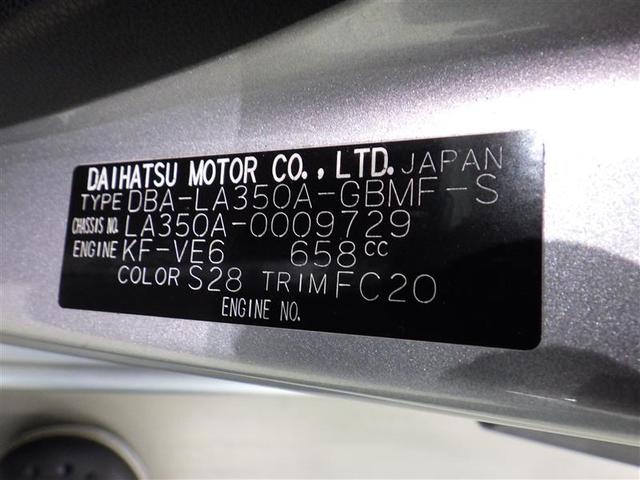 DAIHATSU MOTOR CO., LTD. JAPAN
TYPE DBA-LA350A-GBMF-S
CHASSIS NO. LA350A-0009729
ENGINE KF-VE6 658CC
COLOR S28 TRIM FC20
ENGINE NO.